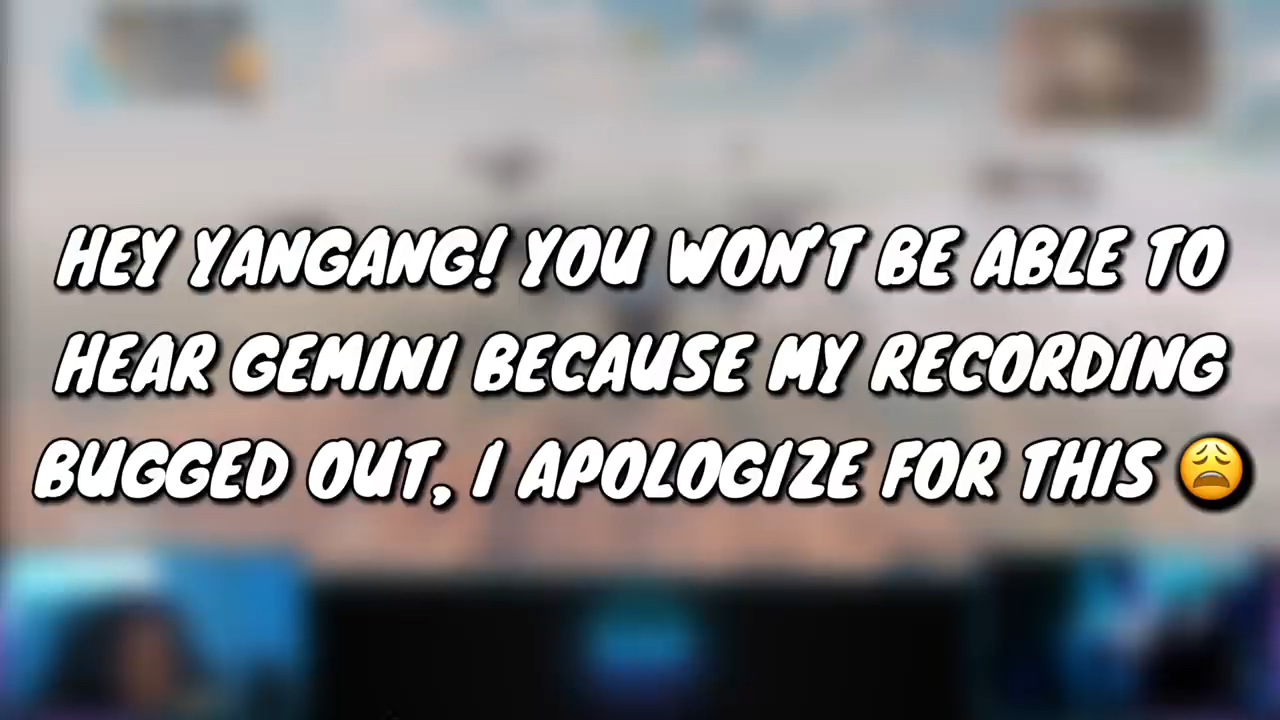 HEY YANGANG! YOU WON'T BE ABLE TO
HEAR GEMINI BECAUSE MY RECORDING
BUGGED OUT, I APOLOGIZE FOR THIS 😩